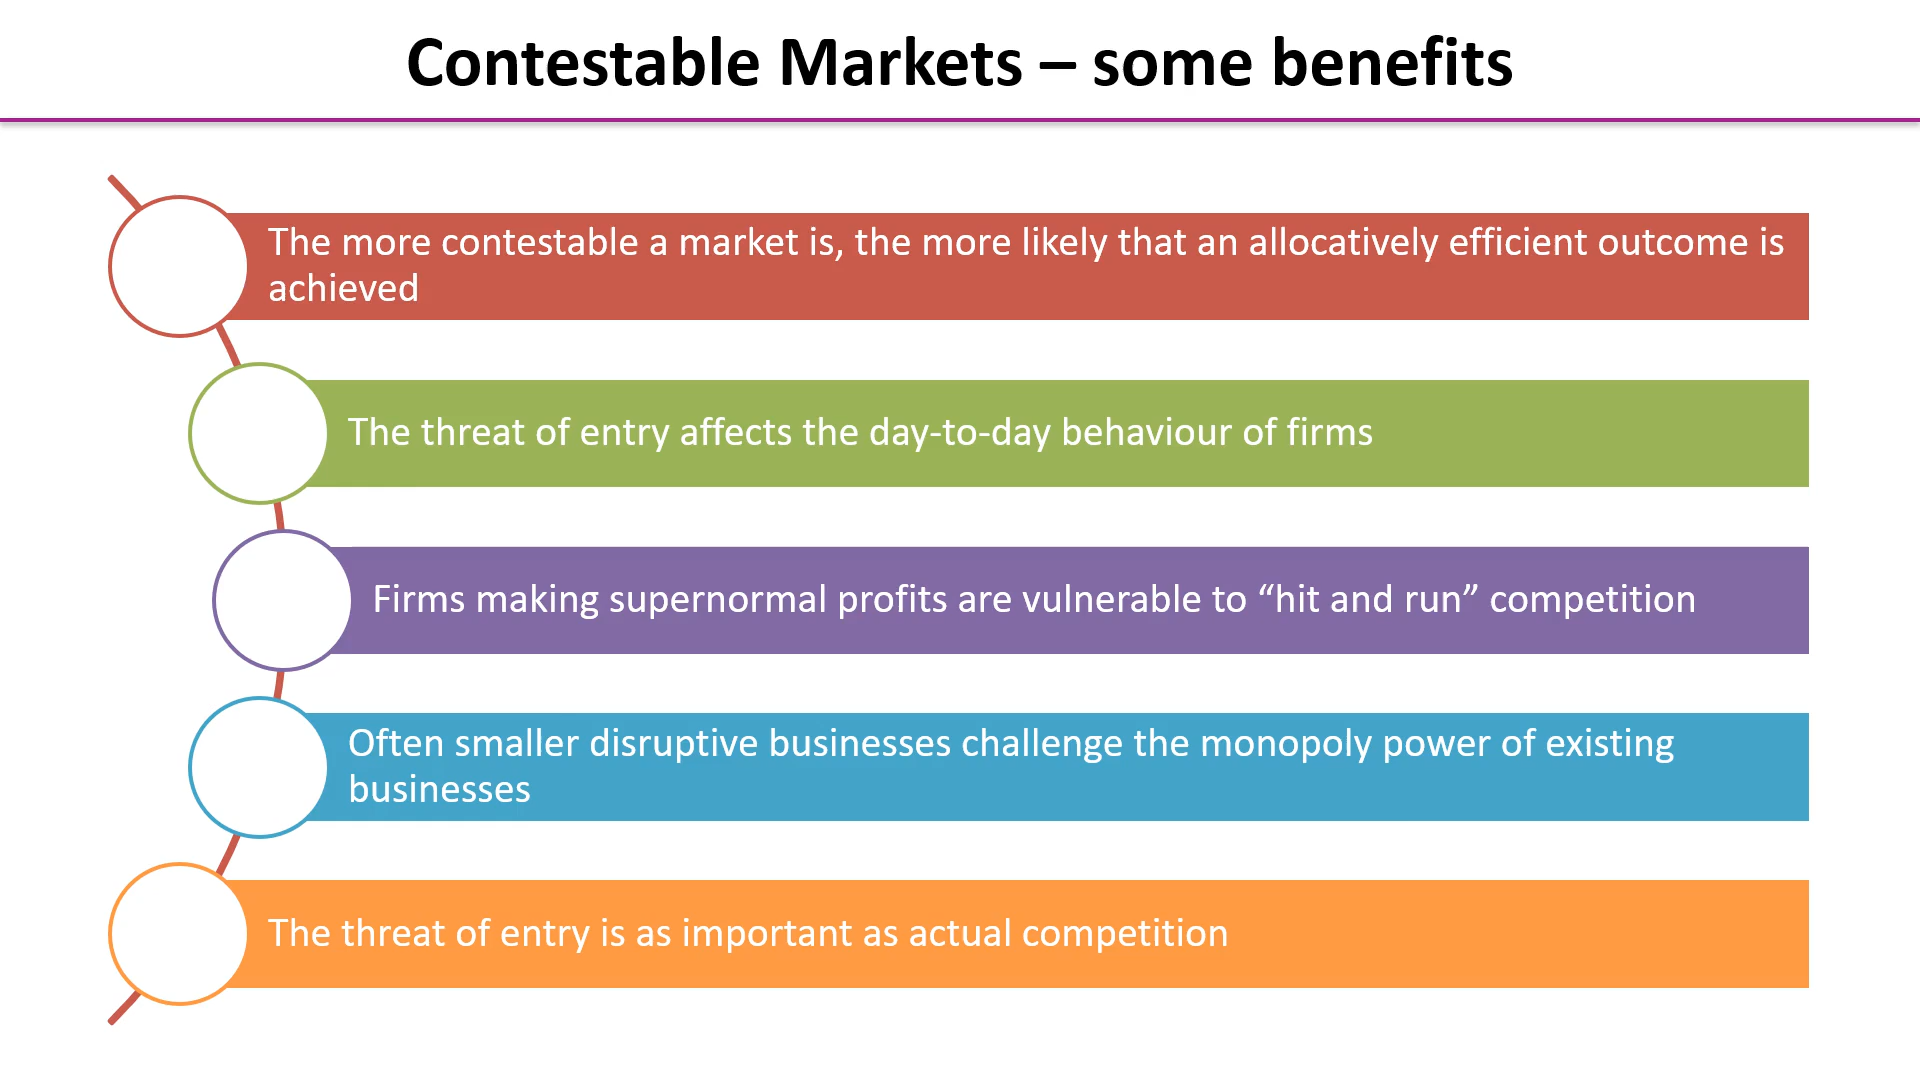 Contestable Markets – some benefits
The more contestable a market is, the more likely that an allocatively efficient outcome is
achieved
The threat of entry affects the day-to-day behaviour of firms
Firms making supernormal profits are vulnerable to “hit and run” competition
Often smaller disruptive businesses challenge the monopoly power of existing
businesses
The threat of entry is as important as actual competition